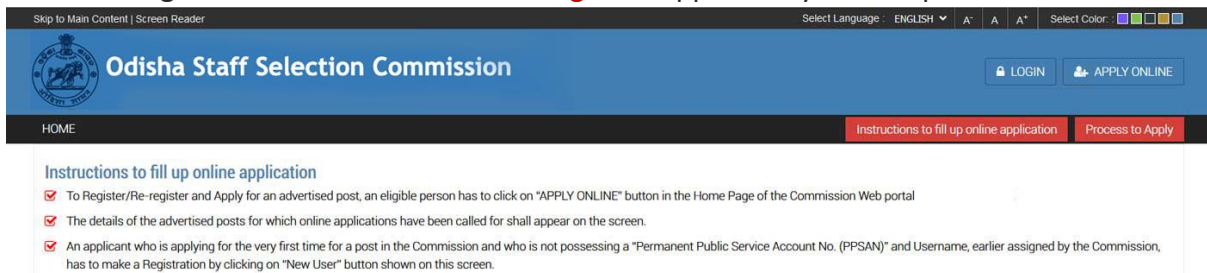 Skip to Main Content | Screen Reader
Select Language : ENGLISH A- A A+ Select Color: :
Odisha Staff Selection Commission
LOGIN APPLY ONLINE
HOME Instructions to fill up online application Process to Apply
Instructions to fill up online application
To Register/Re-register and Apply for an advertised post, an eligible person has to click on "APPLY ONLINE" button in the Home Page of the Commission Web portal
The details of the advertised posts for which online applications have been called for shall appear on the screen.
An applicant who is applying for the very first time for a post in the Commission and who is not possessing a "Permanent Public Service Account No. (PPSAN)" and Username, earlier assigned by the Commission,
has to make a Registration by clicking on "New User" button shown on this screen.